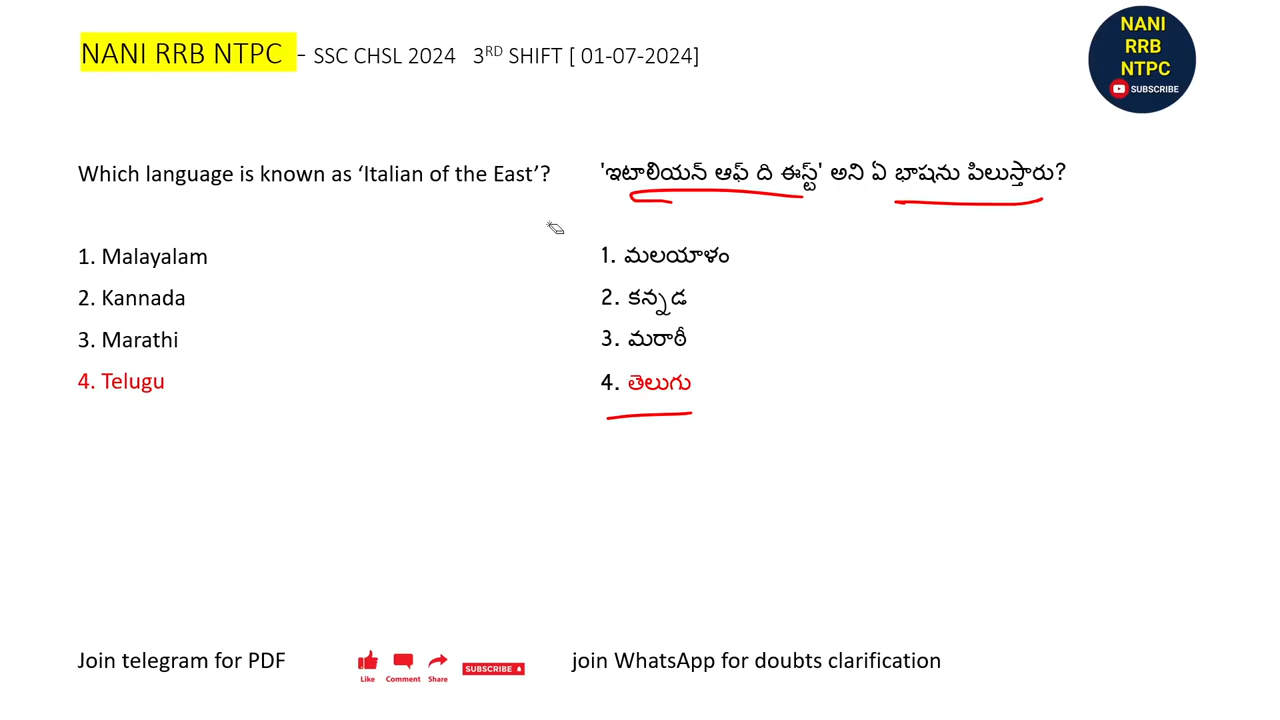 NANI RRB NTPC - SSC CHSL 2024 3RD SHIFT [ 01-07-2024]
NANI
RRB
NTPC
SUBSCRIBE
Which language is known as ‘Italian of the East’?
1. Malayalam
2. Kannada
3. Marathi
4. Telugu
'ఇటాలియన్ ఆఫ్ ది ఈస్ట్' అని ఏ భాషను పిలుస్తారు?
1. మలయాళం
2. కన్నడ
3. మరాఠీ
4. తెలుగు
Join telegram for PDF
Like Comment Share SUBSCRIBE
join WhatsApp for doubts clarification